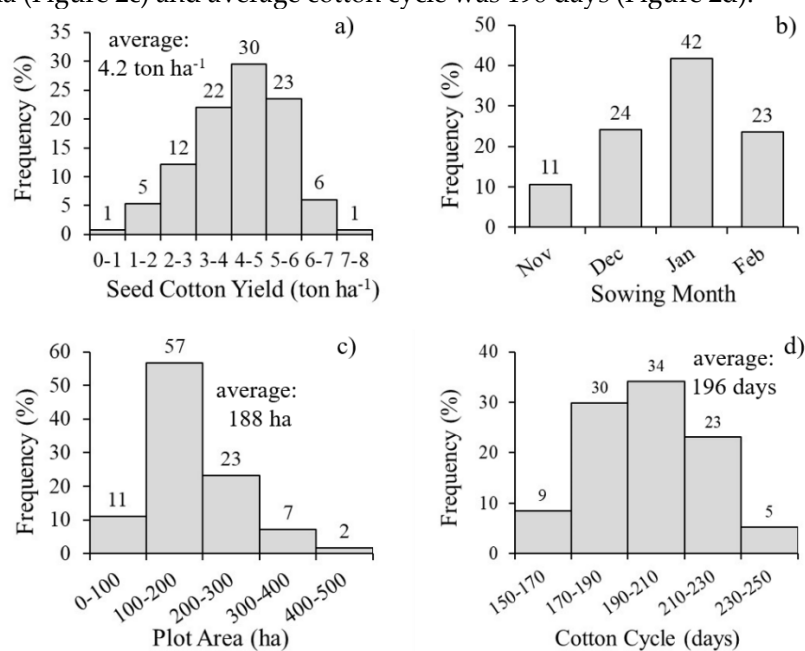 na (Figure 2c) and average cotton cycle was 196 days (Figure 2d).
a)
average:
4.2 ton ha-1
Frequency (%)
35
30
25
20
15
10
5
0
1
5
12
22
30
23
6
1
0-1 1-2 2-3 3-4 4-5 5-6 6-7 7-8
Seed Cotton Yield (ton ha-1)
b)
Frequency (%)
50
40
30
20
10
0
11
24
42
23
Nov Dec Jan Feb
Sowing Month
c)
average:
188 ha
Frequency (%)
60
50
40
30
20
10
0
11
57
23
7
2
0-100 100-200 200-300 300-400 400-500
Plot Area (ha)
d)
average:
196 days
Frequency (%)
40
30
20
10
0
9
30
34
23
5
150-170 170-190 190-210 210-230 230-250
Cotton Cycle (days)